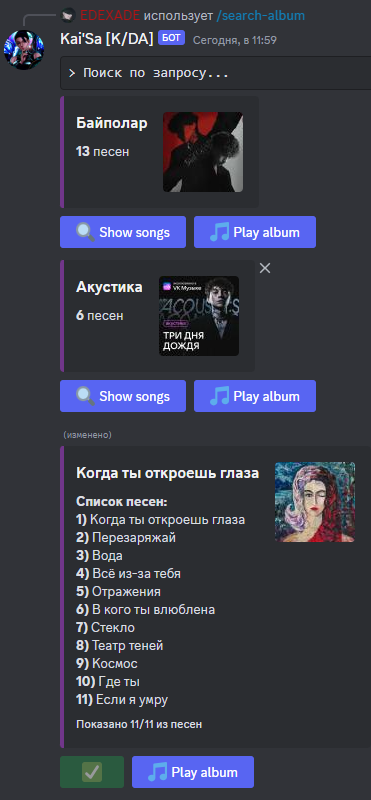 EDEXADE использует /search-album
Kai'Sa [K/DA] БОТ Сегодня, в 11:59
> Поиск по запросу...
Байполар
13 песен
Show songs Play album
Акустика
6 песен
VK Музыке
ACOUSTIC
АКУСТИКА
ТРИ ДНЯ
ДОЖДЯ
Show songs Play album
(изменено)
Когда ты откроешь глаза
Список песен:
1) Когда ты откроешь глаза
2) Перезаряжай
3) Вода
4) Всё из-за тебя
5) Отражения
6) В кого ты влюблена
7) Стекло
8) Театр теней
9) Космос
10) Где ты
11) Если я умру
Показано 11/11 из песен
Play album